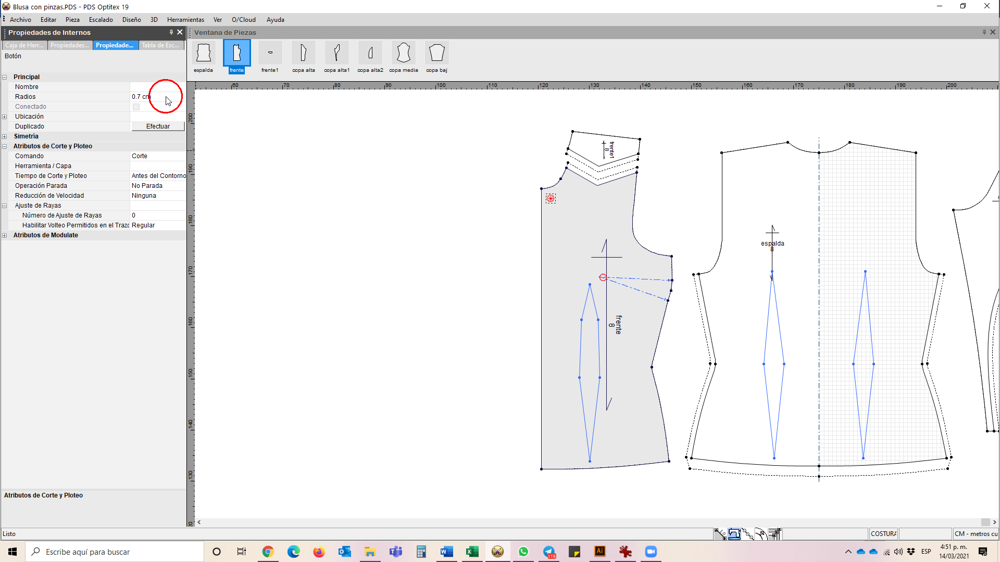 Blusa con pinzas.PDS - PDS Optitex 19
Archivo Editar Pieza Escalado Diseño 3D Herramientas Ver O/Cloud Ayuda
Propiedades de Internos
Caja de Herr... Propiedades... Propiedade... Tabla de Esc...
Botón
Principal
Nombre
Radios 0.7 cm
Conectado
Ubicación
Duplicado Efectuar
Simetría
Atributos de Corte y Ploteo
Comando Corte
Herramienta / Capa
Tiempo de Corte y Ploteo Antes del Contorno
Operación Parada No Parada
Reducción de Velocidad Ninguna
Ajuste de Rayas
Número de Ajuste de Rayas 0
Habilitar Volteo Permitidos en el Trazo Regular
Atributos de Modulate
Atributos de Corte y Ploteo
Ventana de Piezas
espalda frente frente1 copa alta copa alta1 copa alta2 copa media copa baj
60 70 80 90 100 110 120 130 140 150 160 170 180 190 200
200
190
180
170
160
150
140
130
frente1
8
frente
8
espalda
8
Listo
COSTURA
CM - metros cu
Escribe aquí para buscar
119
Ai
ESP
4:51 p. m.
14/03/2021